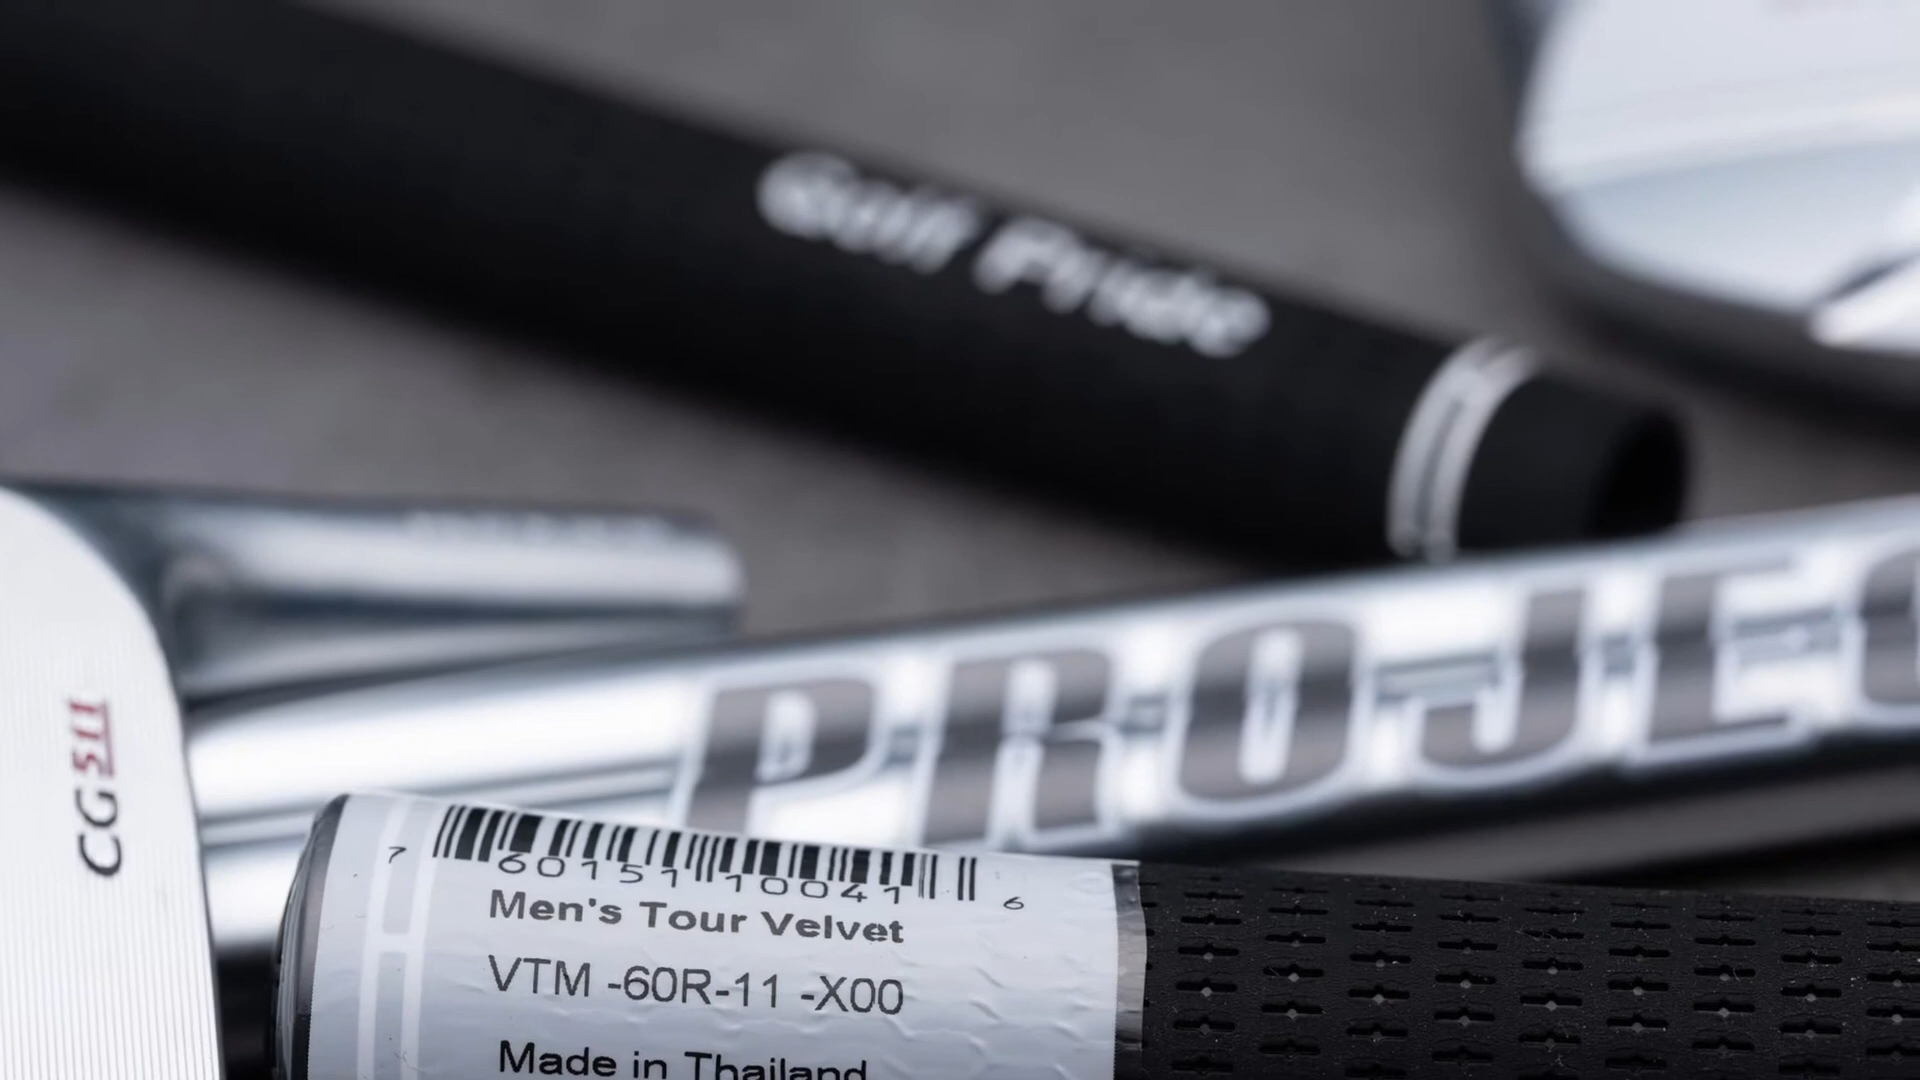 Golf Pride
PROJEC
CG511
7 60151 10041 6
Men's Tour Velvet
VTM -60R-11 -X00
Made in Thailand